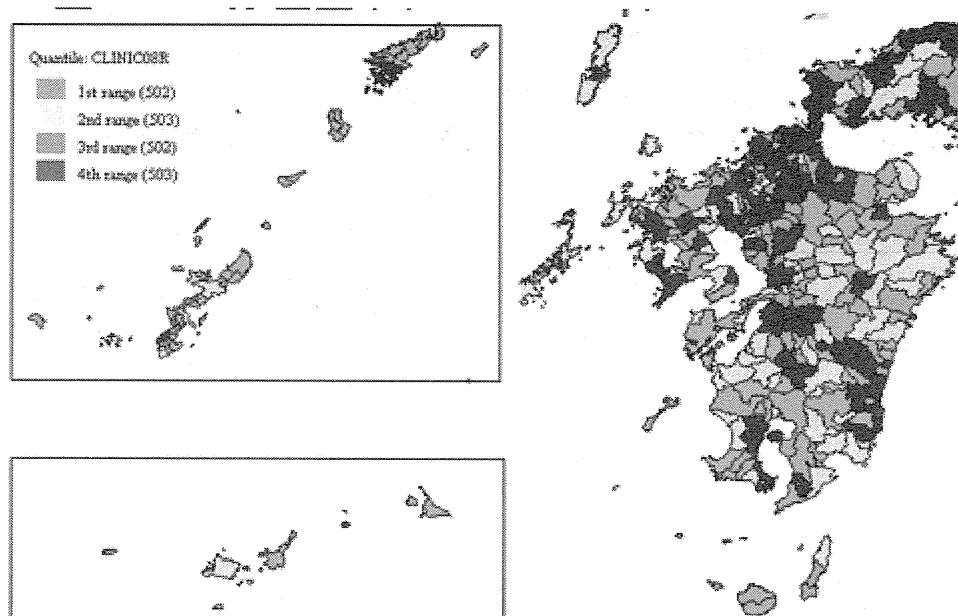 Quantile: CLINIC08R
1st range (502)
2nd range (503)
3rd range (502)
4th range (503)